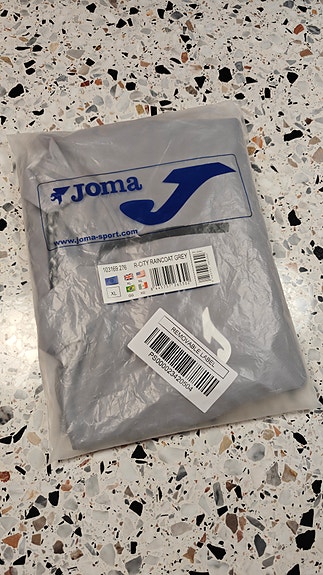 Joma
www.joma-sport.com
103169.276 R-CITY RAINCOAT GREY
XL
REMOVABLE LABEL